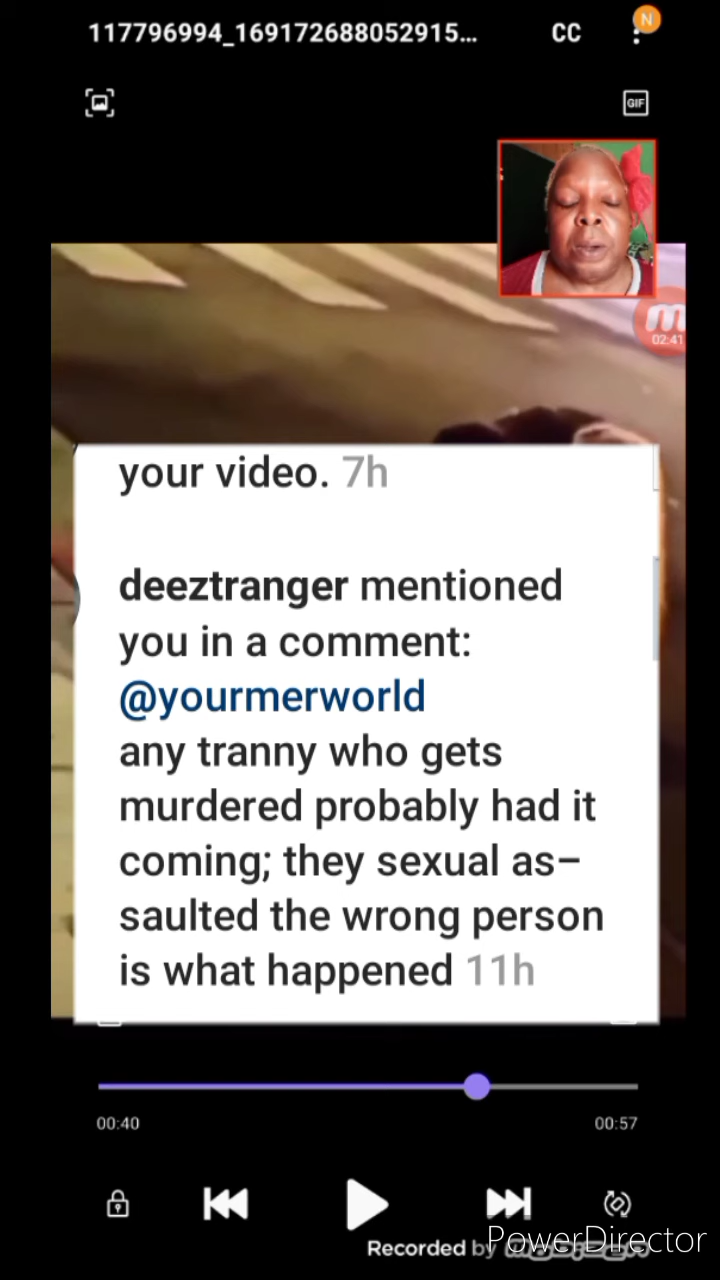 117796994_169172688052915...
CC
N
GIF
02:41
your video. 7h
deeztranger mentioned
you in a comment:
@yourmerworld
any tranny who gets
murdered probably had it
coming; they sexual as-
saulted the wrong person
is what happened 11h
00:40
00:57
PowerDirector
Recorded by